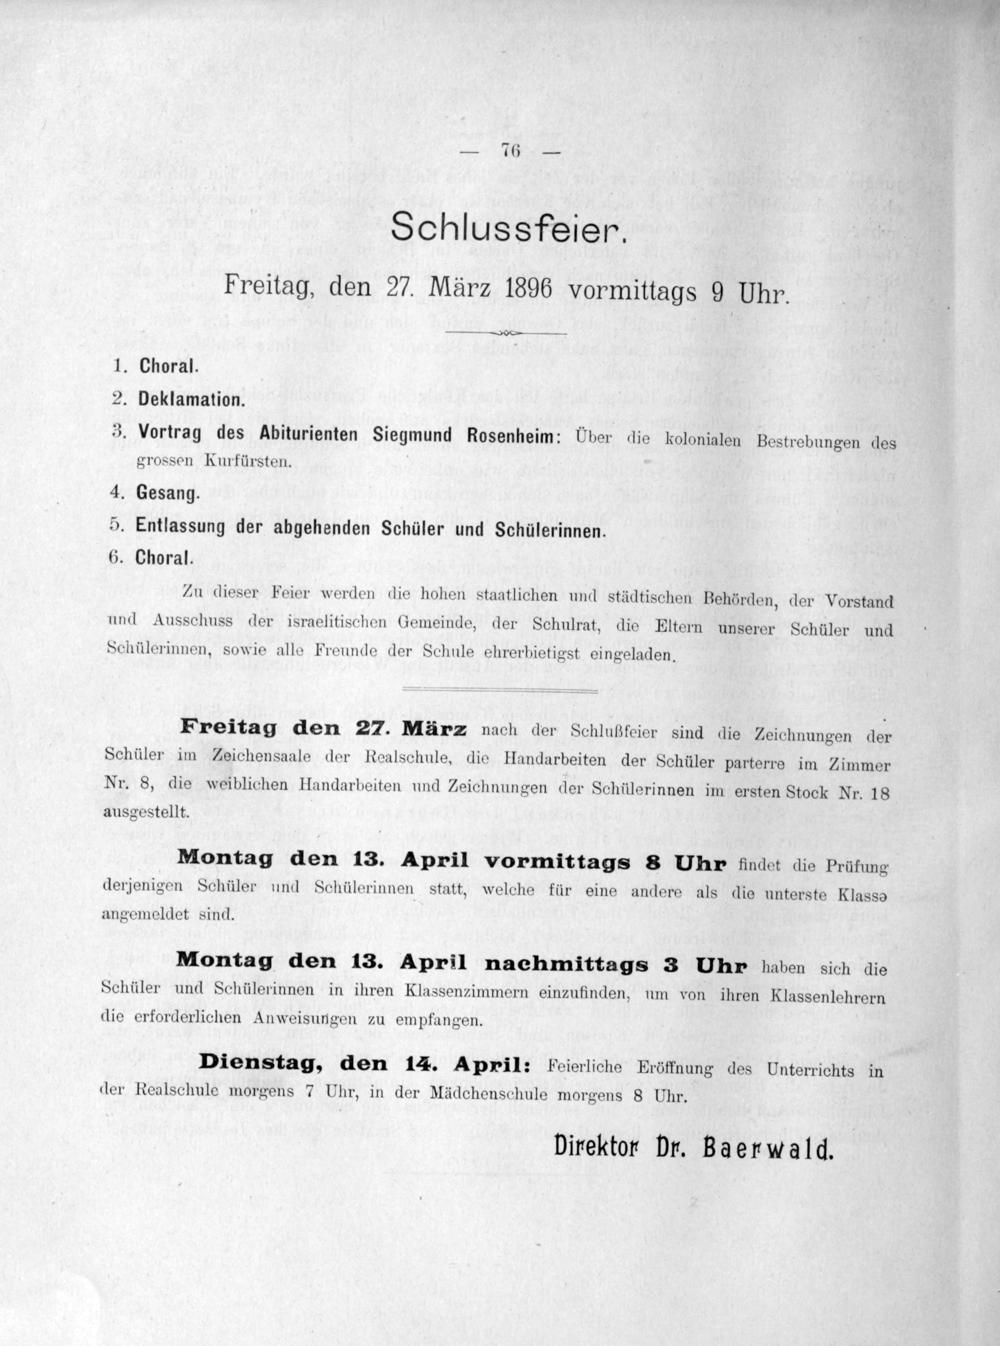 — 76 —
Schlussfeier.
Freitag, den 27. März 1896 vormittags 9 Uhr.
1. Choral.
2. Deklamation.
3. Vortrag des Abiturienten Siegmund Rosenheim: Über die kolonialen Bestrebungen des
grossen Kurfürsten.
4. Gesang.
5. Entlassung der abgehenden Schüler und Schülerinnen.
6. Choral.
Zu dieser Feier werden die hohen staatlichen und städtischen Behörden, der Vorstand
und Ausschuss der israelitischen Gemeinde, der Schulrat, die Eltern unserer Schüler und
Schülerinnen, sowie alle Freunde der Schule ehrerbietigst eingeladen.
Freitag den 27. März nach der Schlußfeier sind die Zeichnungen der
Schüler im Zeichensaale der Realschule, die Handarbeiten der Schüler parterre im Zimmer
Nr. 8, die weiblichen Handarbeiten und Zeichnungen der Schülerinnen im ersten Stock Nr. 18
ausgestellt.
Montag den 13. April vormittags 8 Uhr findet die Prüfung
derjenigen Schüler und Schülerinnen statt, welche für eine andere als die unterste Klasse
angemeldet sind.
Montag den 13. April nachmittags 3 Uhr haben sich die
Schüler und Schülerinnen in ihren Klassenzimmern einzufinden, um von ihren Klassenlehrern
die erforderlichen Anweisungen zu empfangen.
Dienstag, den 14. April: Feierliche Eröffnung des Unterrichts in
der Realschule morgens 7 Uhr, in der Mädchenschule morgens 8 Uhr.
Direktor Dr. Baerwald.